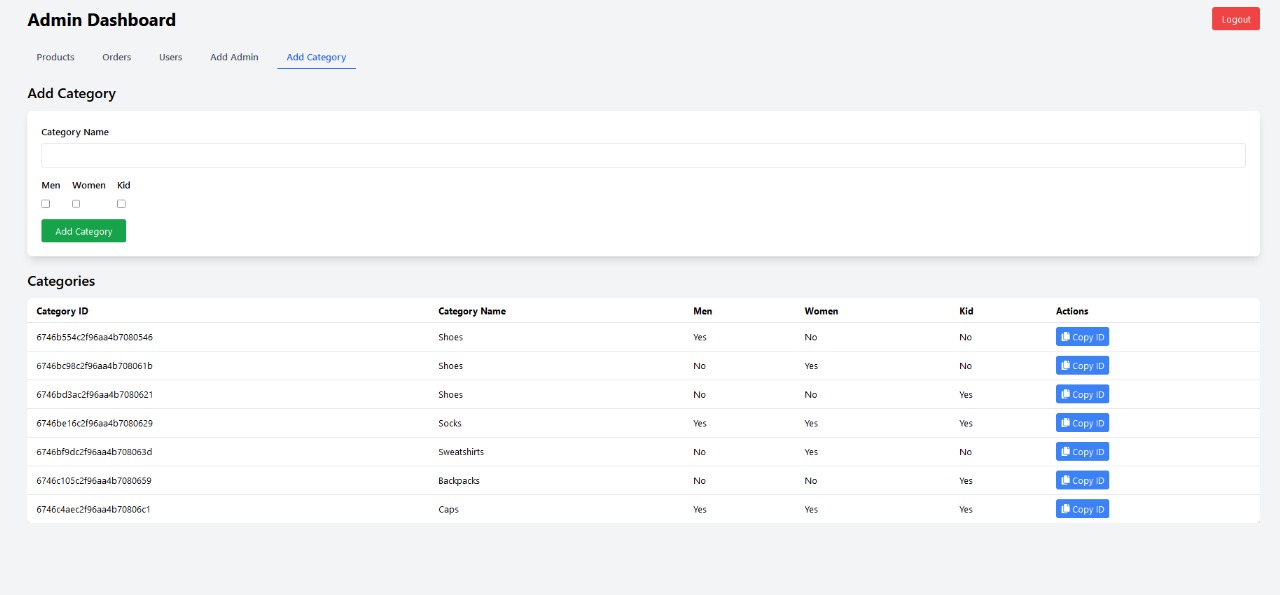 Admin Dashboard
Logout
Products Orders Users Add Admin Add Category
Add Category
Category Name
Men Women Kid
Add Category
Categories
Category ID Category Name Men Women Kid Actions
6746b554c2f96aa4b7080546 Shoes Yes No No Copy ID
6746bc98c2f96aa4b708061b Shoes No Yes No Copy ID
6746bd3ac2f96aa4b7080621 Shoes No No Yes Copy ID
6746be16c2f96aa4b7080629 Socks Yes Yes Yes Copy ID
6746bf9dc2f96aa4b708063d Sweatshirts No Yes No Copy ID
6746c105c2f96aa4b7080659 Backpacks No No Yes Copy ID
6746c4aec2f96aa4b70806c1 Caps Yes Yes Yes Copy ID